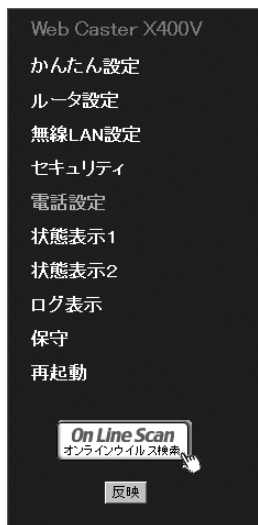 Web Caster X400V
かんたん設定
ルータ設定
無線LAN設定
セキュリティ
電話設定
状態表示1
状態表示2
ログ表示
保守
再起動
On Line Scan
オンラインウイルス検索
反映